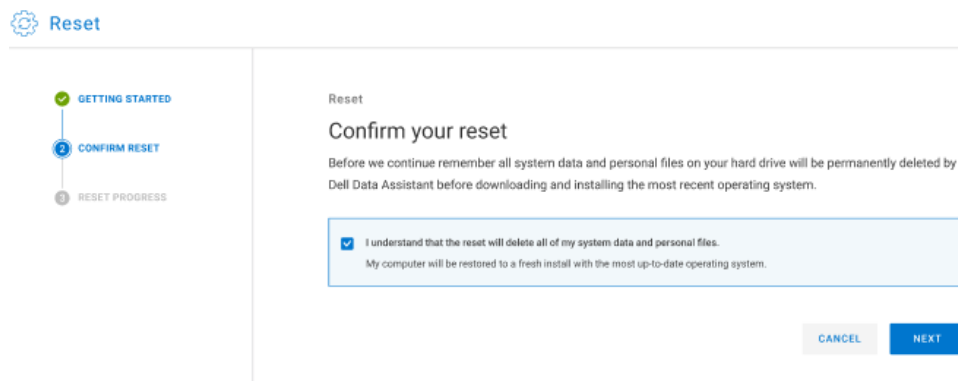 Reset
GETTING STARTED
2 CONFIRM RESET
3 RESET PROGRESS
Reset
Confirm your reset
Before we continue remember all system data and personal files on your hard drive will be permanently deleted by
Dell Data Assistant before downloading and installing the most recent operating system.
I understand that the reset will delete all of my system data and personal files.
My computer will be restored to a fresh install with the most up-to-date operating system.
CANCEL NEXT